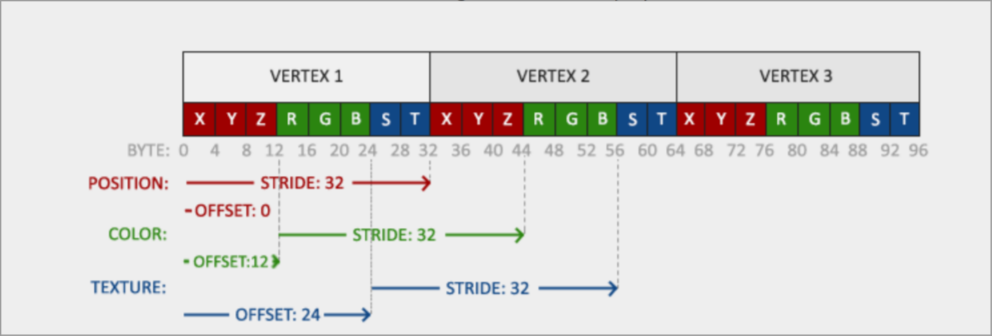 VERTEX 1 VERTEX 2 VERTEX 3
X Y Z R G B S T X Y Z R G B S T X Y Z R G B S T
BYTE: 0 4 8 12 16 20 24 28 32 36 40 44 48 52 56 60 64 68 72 76 80 84 88 92 96
POSITION: STRIDE: 32
OFFSET: 0
COLOR: STRIDE: 32
OFFSET:12
TEXTURE: STRIDE: 32
OFFSET: 24